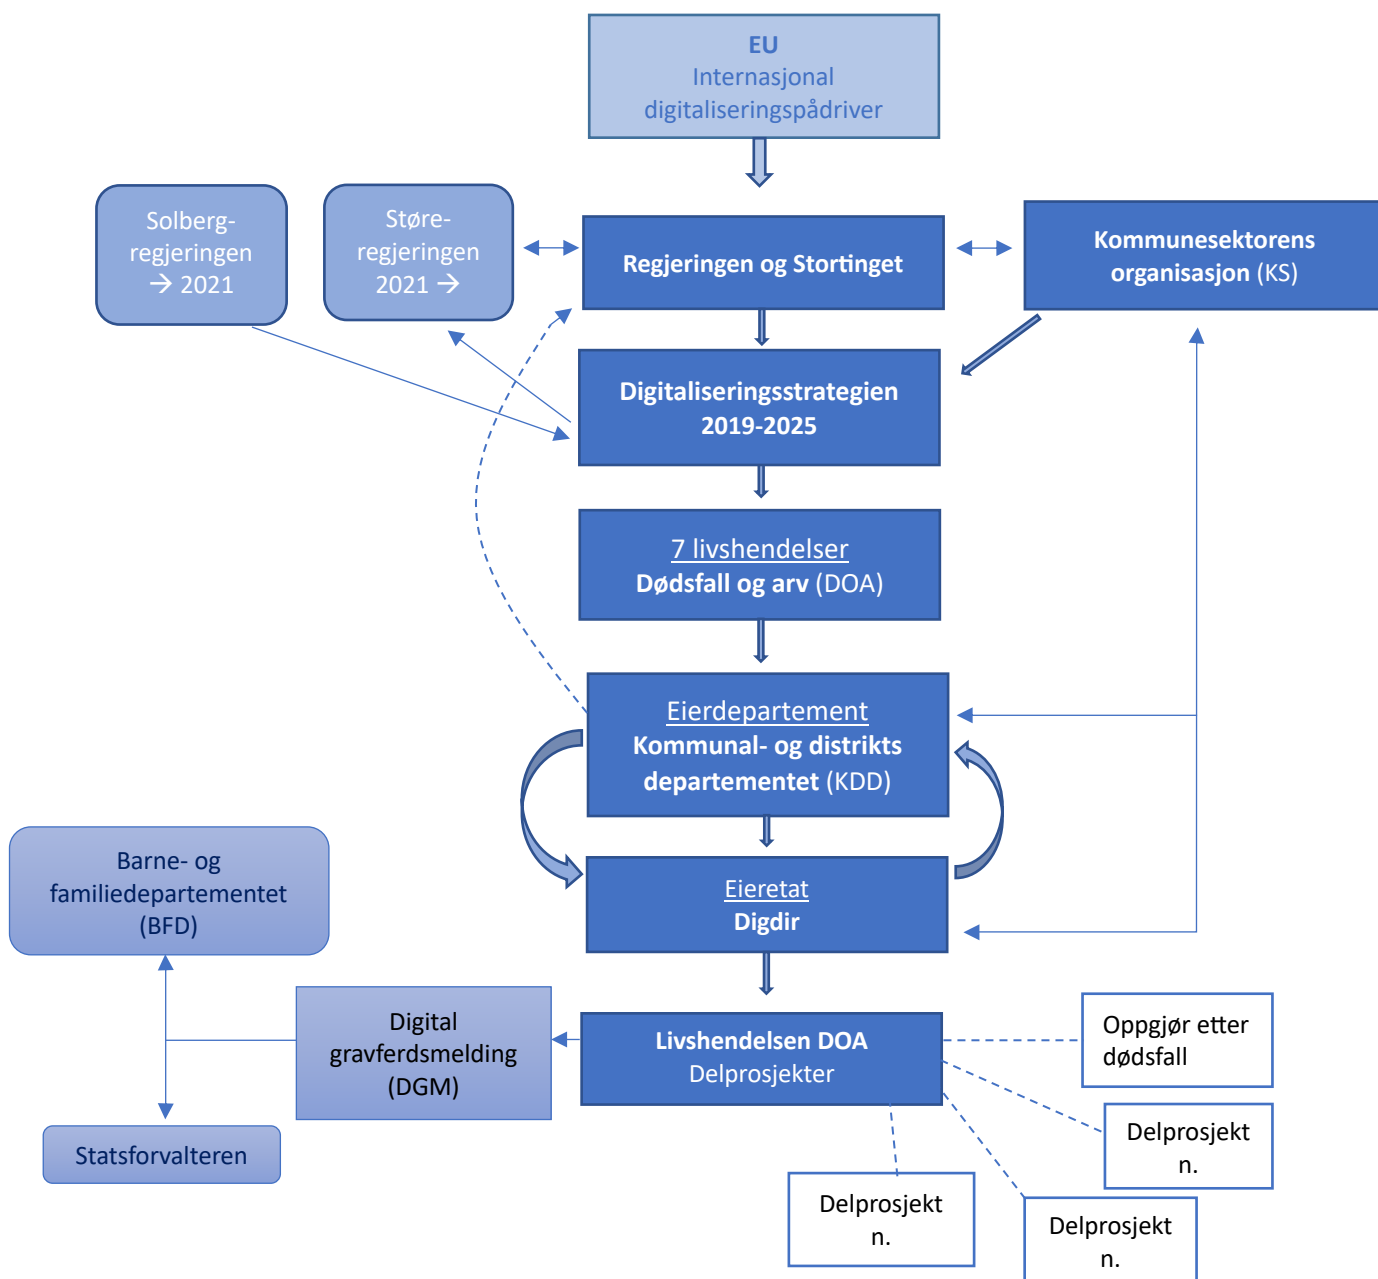 EU
Internasjonal
digitaliseringspådriver
Solberg-
regjeringen
→ 2021
Støre-
regjeringen
2021 →
Regjeringen og Stortinget
Kommunesektorens
organisasjon (KS)
Digitaliseringsstrategien
2019-2025
7 livshendelser
Dødsfall og arv (DOA)
Eierdepartement
Kommunal- og distrikts
departementet (KDD)
Barne- og
familiedepartementet
(BFD)
Eieretat
Digdir
Digital
gravferdsmelding
(DGM)
Livshendelsen DOA
Delprosjekter
Oppgjør etter
dødsfall
Statsforvalteren
Delprosjekt
n.
Delprosjekt
n.
Delprosjekt
n.